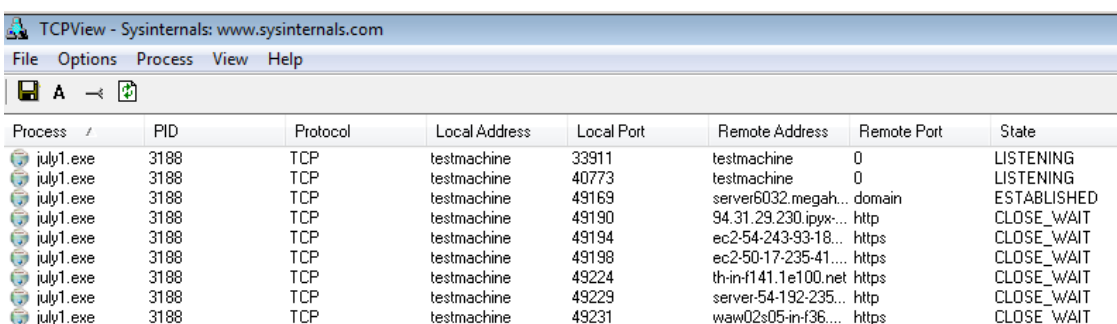 TCPView - Sysinternals: www.sysinternals.com
File Options Process View Help
A
Process / PID Protocol Local Address Local Port Remote Address Remote Port State
july1.exe 3188 TCP testmachine 33911 testmachine 0 LISTENING
july1.exe 3188 TCP testmachine 40773 testmachine 0 LISTENING
july1.exe 3188 TCP testmachine 49169 server6032.megah... domain ESTABLISHED
july1.exe 3188 TCP testmachine 49190 94.31.29.230.ipyx-... http CLOSE_WAIT
july1.exe 3188 TCP testmachine 49194 ec2-54-243-93-18... https CLOSE_WAIT
july1.exe 3188 TCP testmachine 49198 ec2-50-17-235-41.... https CLOSE_WAIT
july1.exe 3188 TCP testmachine 49224 th-in-f141.1e100.net https CLOSE_WAIT
july1.exe 3188 TCP testmachine 49229 server-54-192-235... http CLOSE_WAIT
july1.exe 3188 TCP testmachine 49231 waw02s05-in-f36.... https CLOSE_WAIT